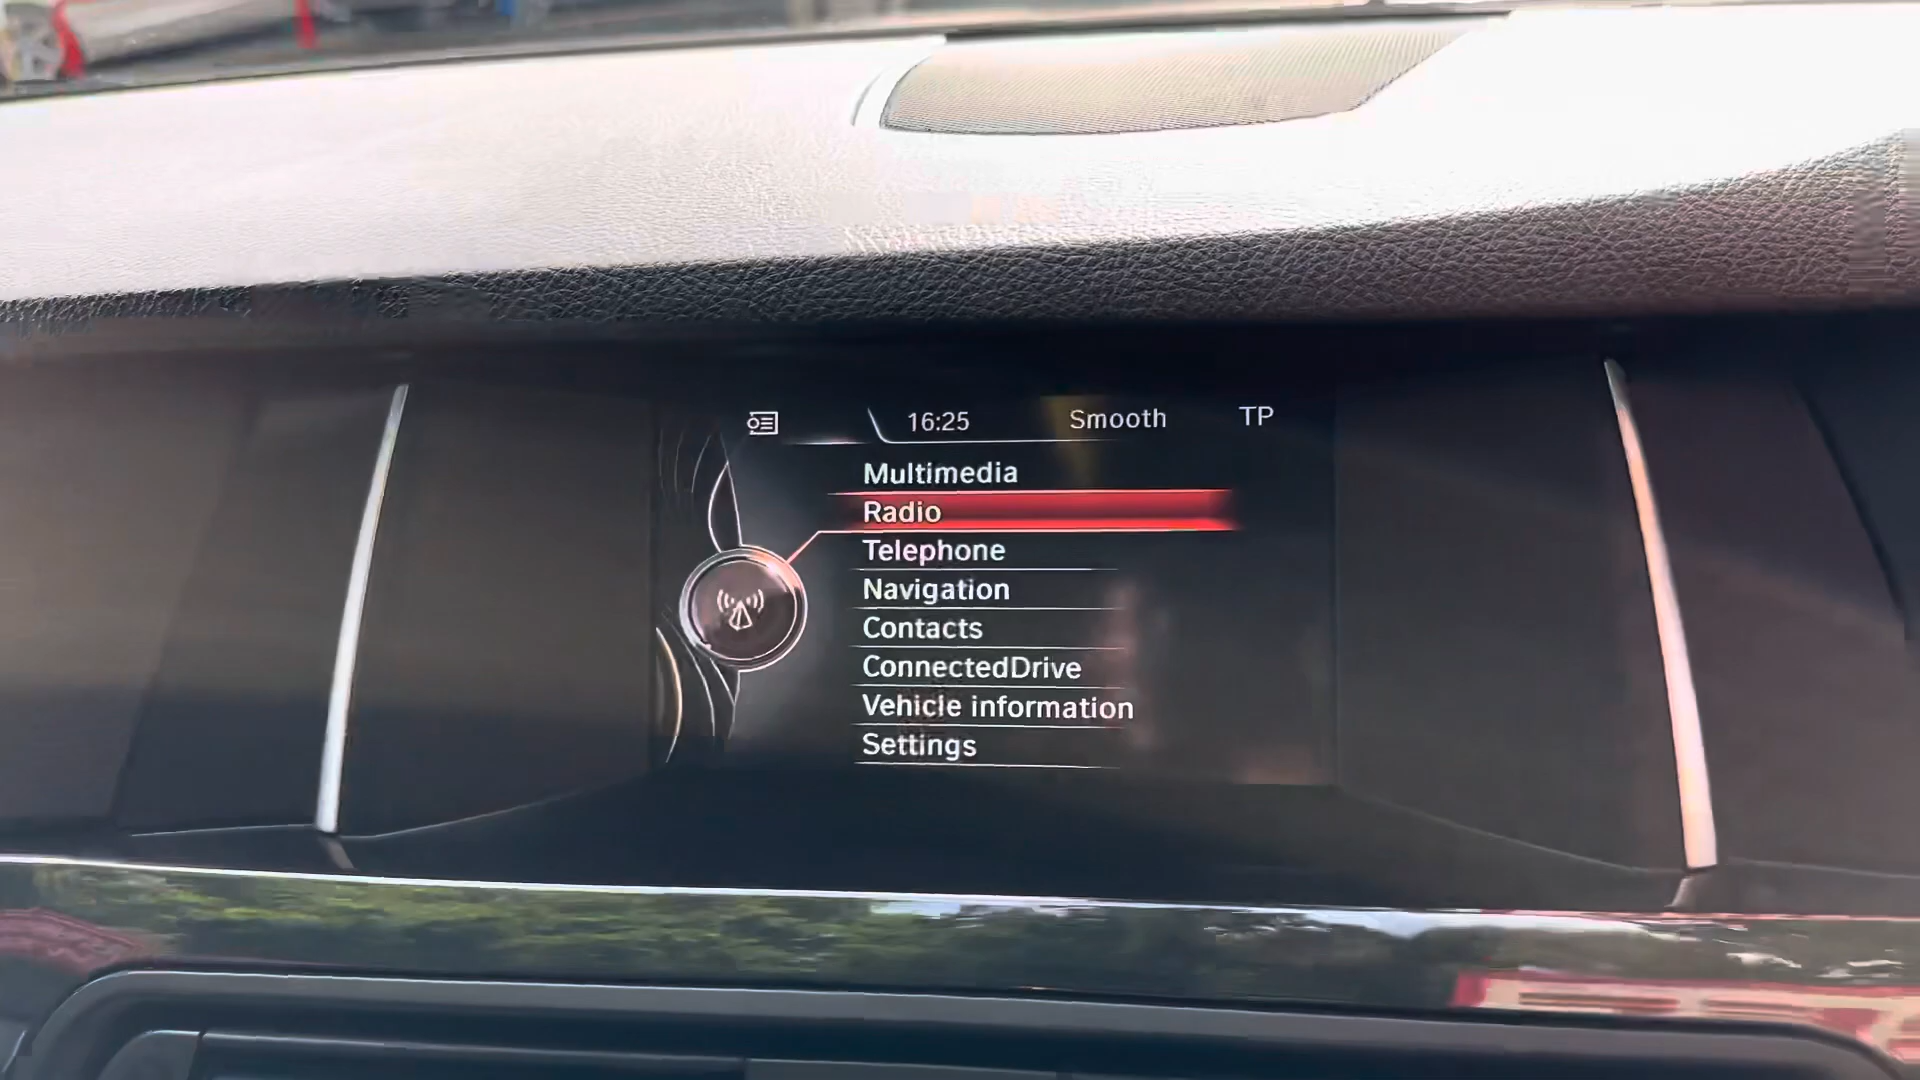 16:25 Smooth TP
Multimedia
Radio
Telephone
Navigation
Contacts
ConnectedDrive
Vehicle information
Settings